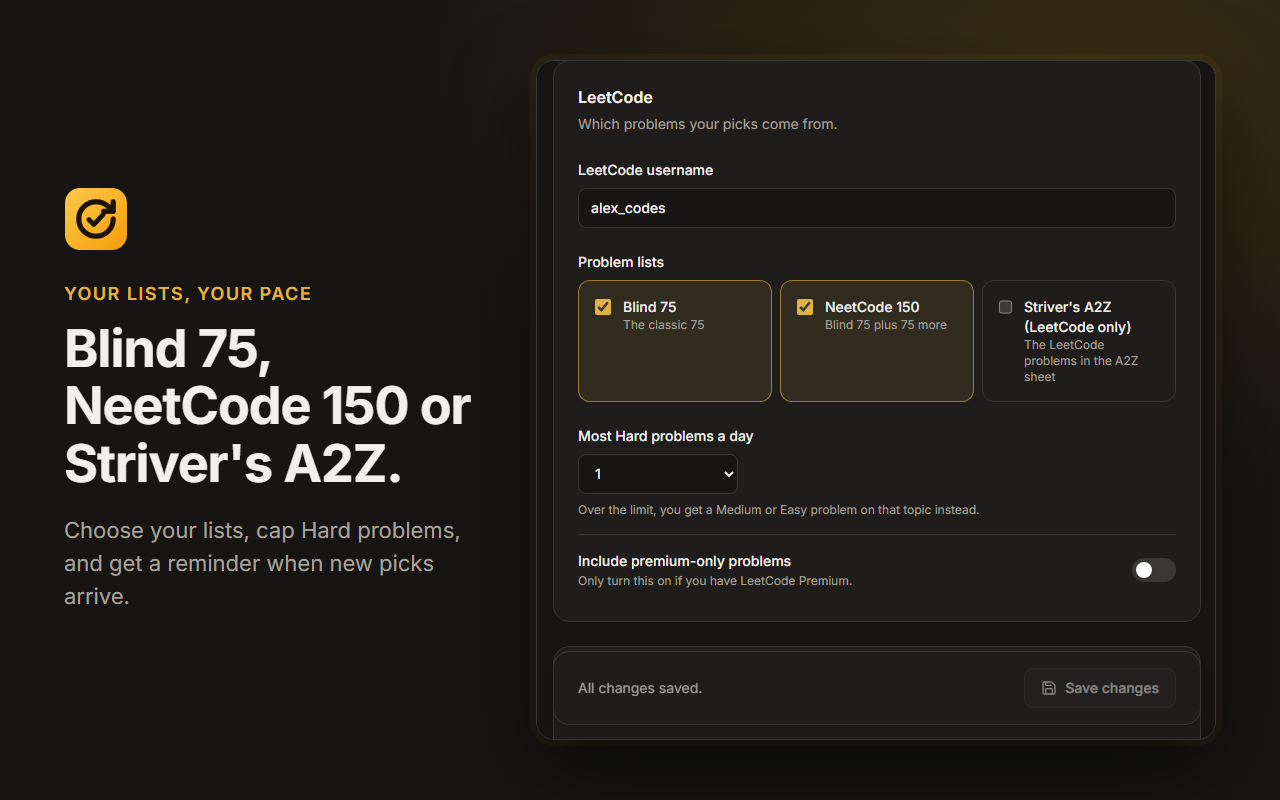 YOUR LISTS, YOUR PACE
Blind 75,
NeetCode 150 or
Striver's A2Z.
Choose your lists, cap Hard problems,
and get a reminder when new picks
arrive.
LeetCode
Which problems your picks come from.
LeetCode username
alex_codes
Problem lists
Blind 75
The classic 75
NeetCode 150
Blind 75 plus 75 more
Striver's A2Z
(LeetCode only)
The LeetCode
problems in the A2Z
sheet
Most Hard problems a day
1
Over the limit, you get a Medium or Easy problem on that topic instead.
Include premium-only problems
Only turn this on if you have LeetCode Premium.
All changes saved.
Save changes